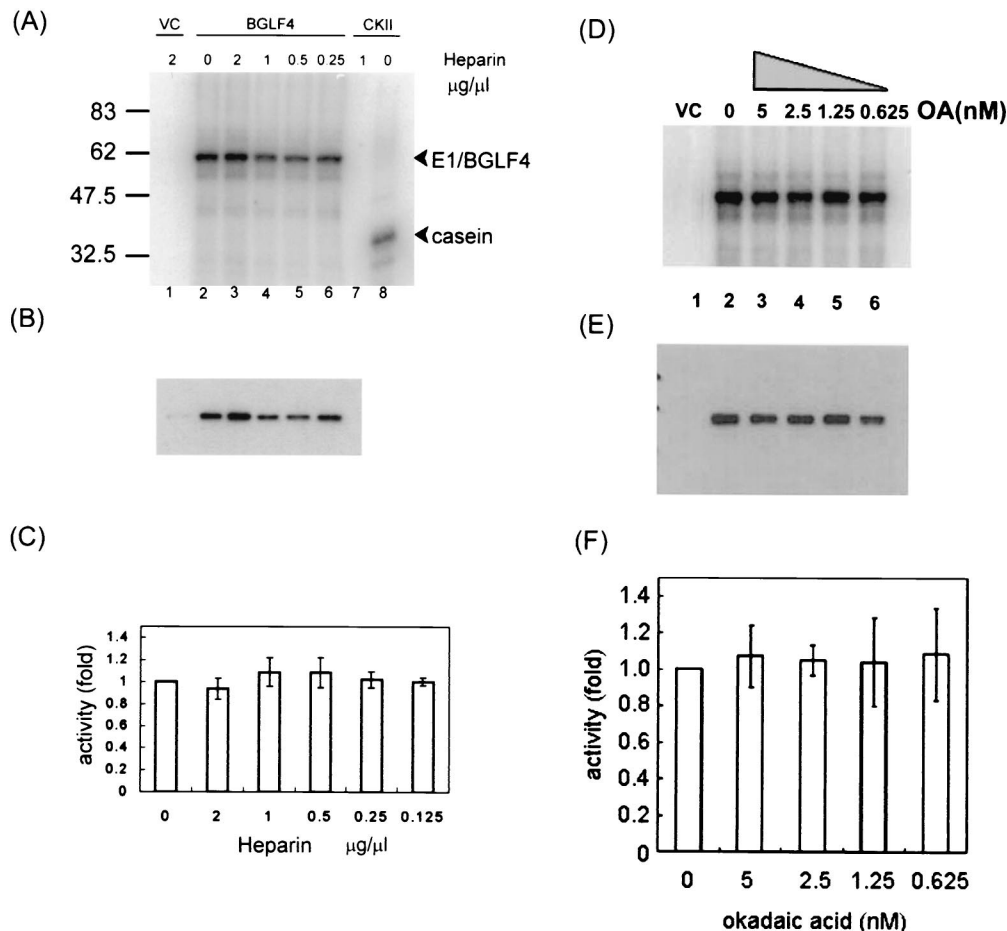 (A)
VC BGLF4 CKII
2 0 2 1 0.5 0.25 1 0 Heparin
μg/μl
83
62
47.5
32.5
E1/BGLF4
casein
1 2 3 4 5 6 7 8
(B)
(C)
activity (fold)
1.4
1.2
1
0.8
0.6
0.4
0.2
0
0 2 1 0.5 0.25 0.125
Heparin μg/μl
(D)
VC 0 5 2.5 1.25 0.625 OA(nM)
1 2 3 4 5 6
(E)
(F)
activity (fold)
1.4
1.2
1.0
0.8
0.6
0.4
0.2
0
0 5 2.5 1.25 0.625
okadaic acid (nM)